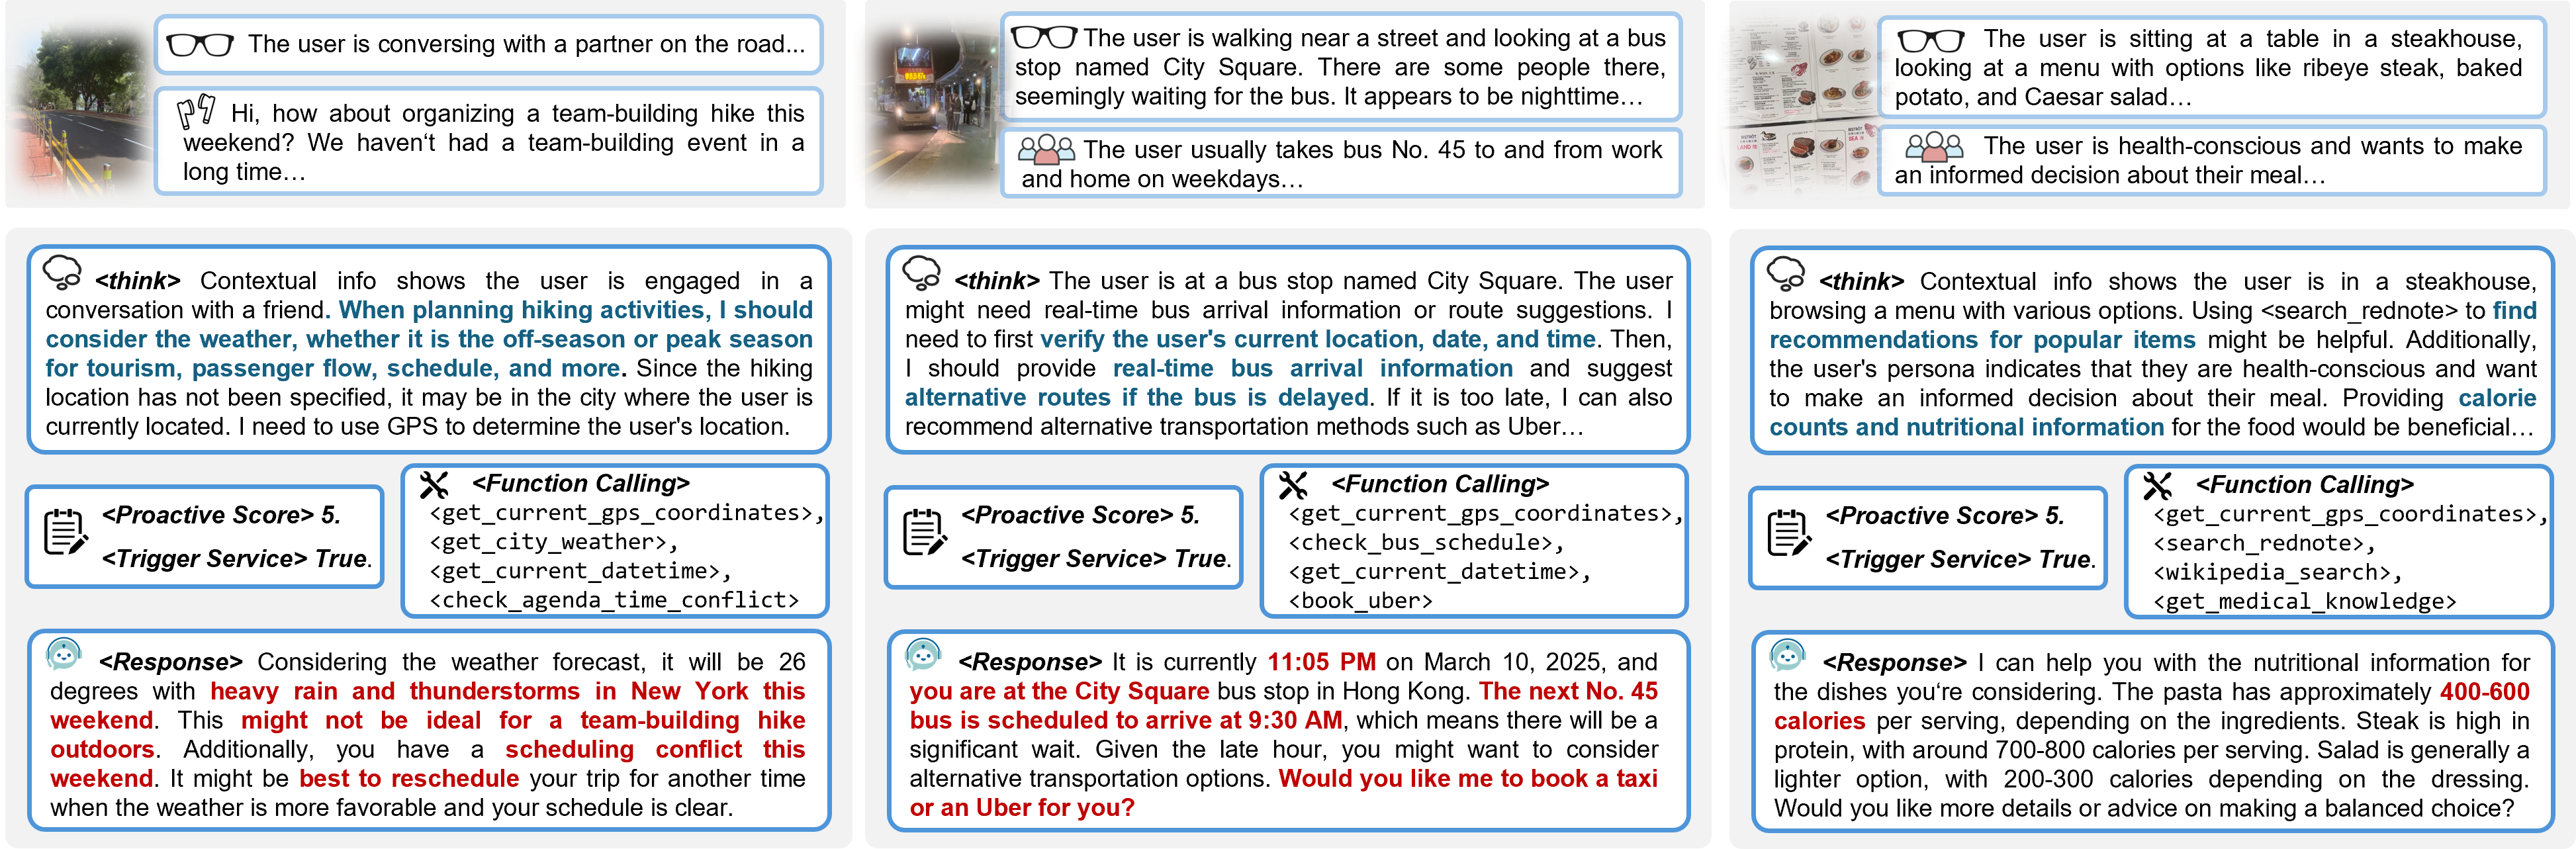 The user is conversing with a partner on the road...
Hi, how about organizing a team-building hike this
weekend? We haven‘t had a team-building event in a
long time…
The user is walking near a street and looking at a bus
stop named City Square. There are some people there,
seemingly waiting for the bus. It appears to be nighttime…
The user usually takes bus No. 45 to and from work
and home on weekdays…
The user is sitting at a table in a steakhouse,
looking at a menu with options like ribeye steak, baked
potato, and Caesar salad…
The user is health-conscious and wants to make
an informed decision about their meal…
<think> Contextual info shows the user is engaged in a
conversation with a friend. When planning hiking activities, I should
consider the weather, whether it is the off-season or peak season
for tourism, passenger flow, schedule, and more. Since the hiking
location has not been specified, it may be in the city where the user is
currently located. I need to use GPS to determine the user's location.
<Proactive Score> 5.
<Trigger Service> True.
<Function Calling>
<get_current_gps_coordinates>,
<get_city_weather>,
<get_current_datetime>,
<check_agenda_time_conflict>
<Response> Considering the weather forecast, it will be 26
degrees with heavy rain and thunderstorms in New York this
weekend. This might not be ideal for a team-building hike
outdoors. Additionally, you have a scheduling conflict this
weekend. It might be best to reschedule your trip for another time
when the weather is more favorable and your schedule is clear.
<think> The user is at a bus stop named City Square. The user
might need real-time bus arrival information or route suggestions. I
need to first verify the user's current location, date, and time. Then,
I should provide real-time bus arrival information and suggest
alternative routes if the bus is delayed. If it is too late, I can also
recommend alternative transportation methods such as Uber…
<Proactive Score> 5.
<Trigger Service> True.
<Function Calling>
<get_current_gps_coordinates>,
<check_bus_schedule>,
<get_current_datetime>,
<book_uber>
<Response> It is currently 11:05 PM on March 10, 2025, and
you are at the City Square bus stop in Hong Kong. The next No. 45
bus is scheduled to arrive at 9:30 AM, which means there will be a
significant wait. Given the late hour, you might want to consider
alternative transportation options. Would you like me to book a taxi
or an Uber for you?
<think> Contextual info shows the user is in a steakhouse,
browsing a menu with various options. Using <search_rednote> to find
recommendations for popular items might be helpful. Additionally,
the user's persona indicates that they are health-conscious and want
to make an informed decision about their meal. Providing calorie
counts and nutritional information for the food would be beneficial…
<Proactive Score> 5.
<Trigger Service> True.
<Function Calling>
<get_current_gps_coordinates>,
<search_rednote>,
<wikipedia_search>,
<get_medical_knowledge>
<Response> I can help you with the nutritional information for
the dishes you‘re considering. The pasta has approximately 400-600
calories per serving, depending on the ingredients. Steak is high in
protein, with around 700-800 calories per serving. Salad is generally a
lighter option, with 200-300 calories depending on the dressing.
Would you like more details or advice on making a balanced choice?